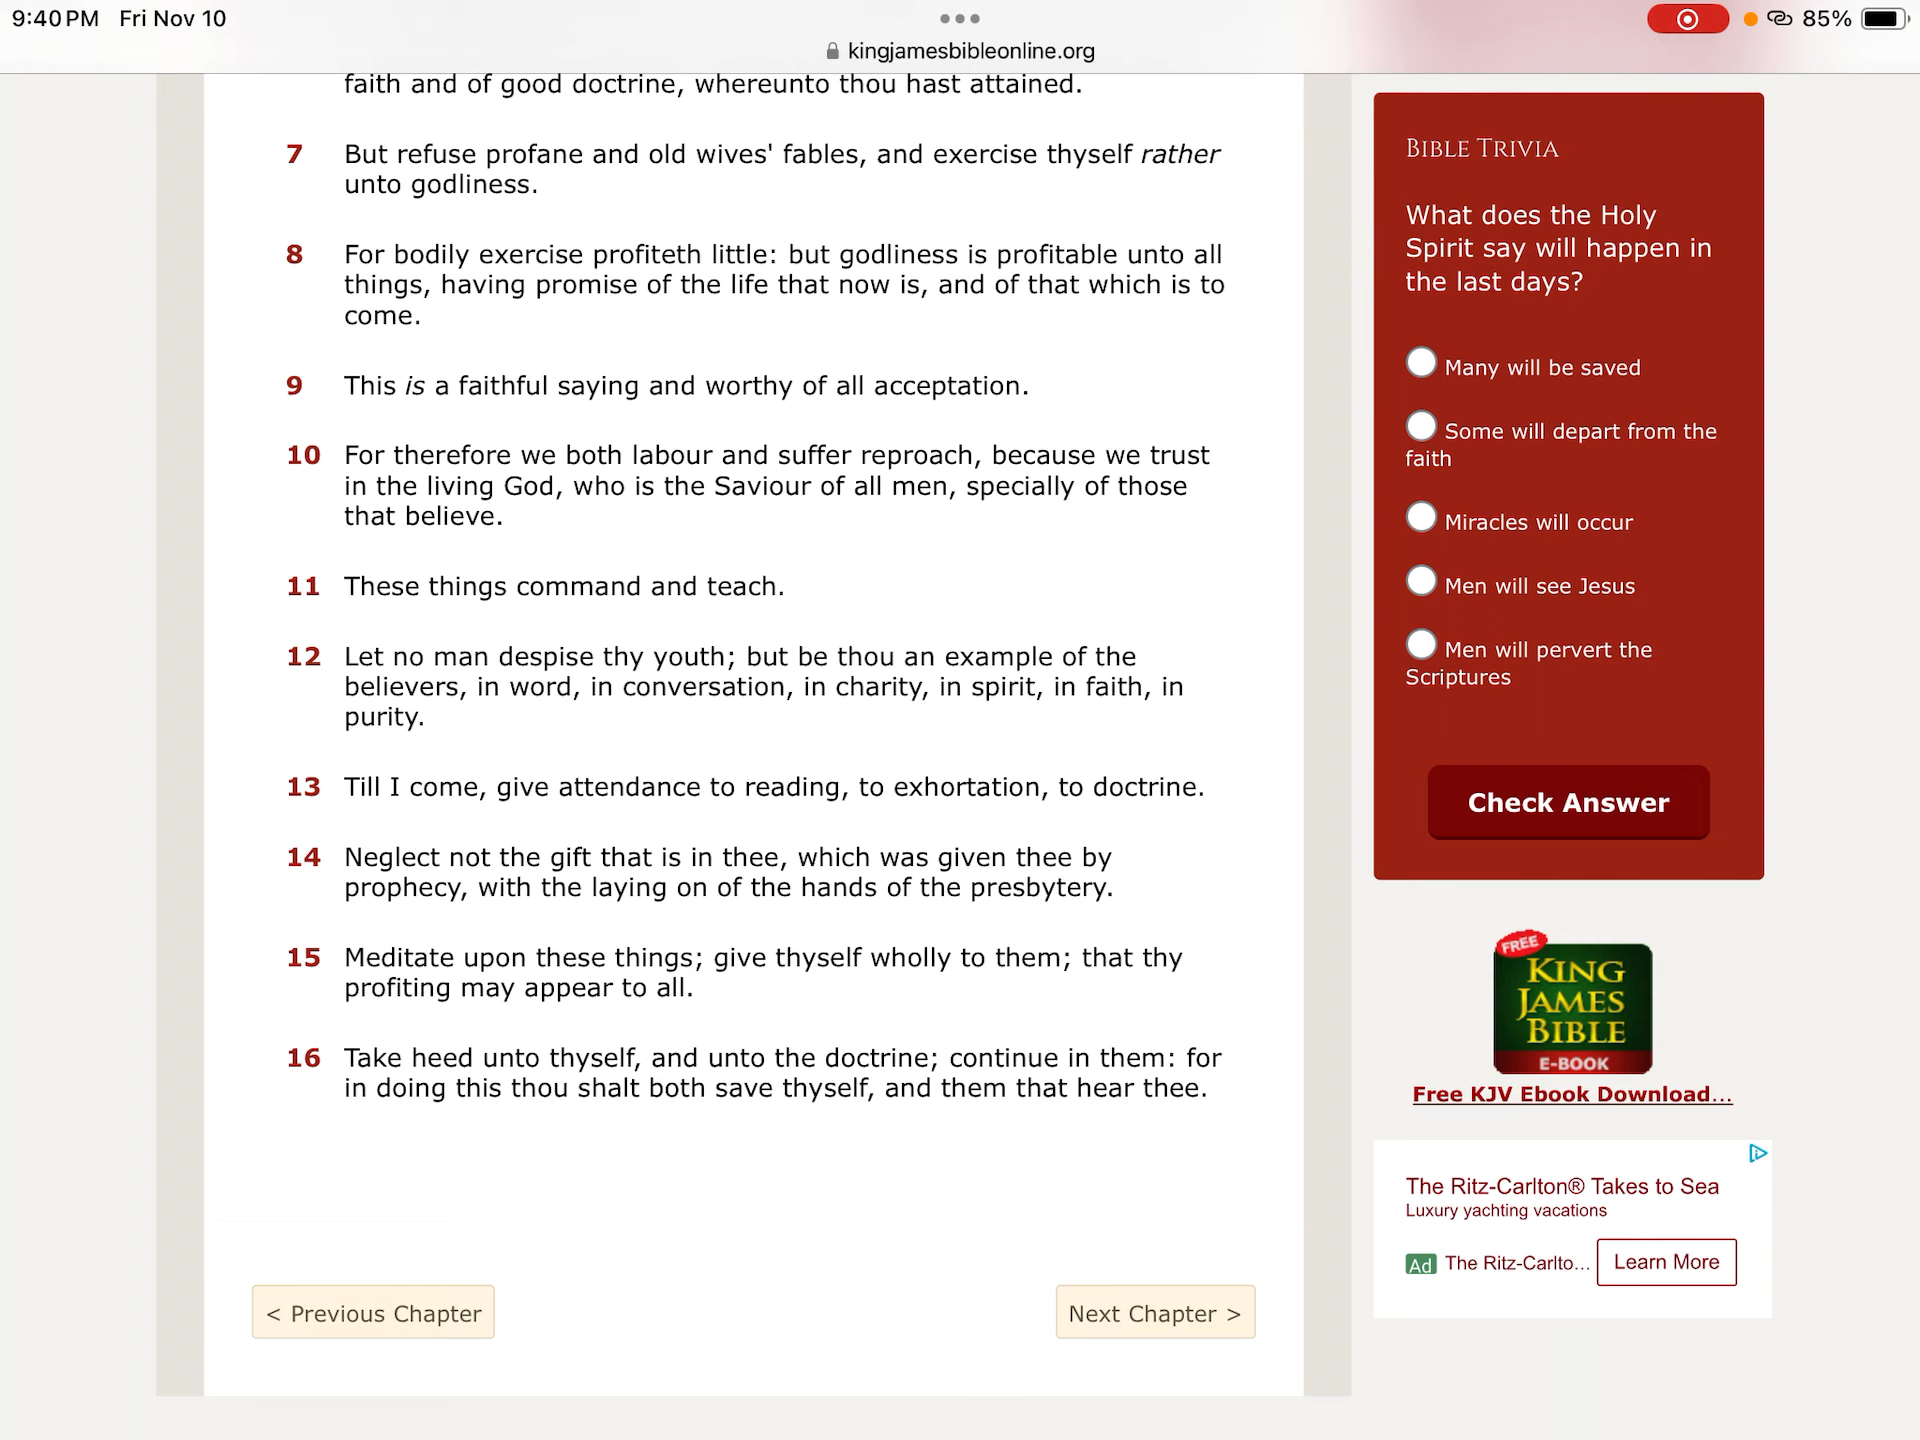 9:40 PM Fri Nov 10
85%
kingjamesbibleonline.org
faith and of good doctrine, whereunto thou hast attained.
7 But refuse profane and old wives' fables, and exercise thyself rather
unto godliness.
8 For bodily exercise profiteth little: but godliness is profitable unto all
things, having promise of the life that now is, and of that which is to
come.
9 This is a faithful saying and worthy of all acceptation.
10 For therefore we both labour and suffer reproach, because we trust
in the living God, who is the Saviour of all men, specially of those
that believe.
11 These things command and teach.
12 Let no man despise thy youth; but be thou an example of the
believers, in word, in conversation, in charity, in spirit, in faith, in
purity.
13 Till I come, give attendance to reading, to exhortation, to doctrine.
14 Neglect not the gift that is in thee, which was given thee by
prophecy, with the laying on of the hands of the presbytery.
15 Meditate upon these things; give thyself wholly to them; that thy
profiting may appear to all.
16 Take heed unto thyself, and unto the doctrine; continue in them: for
in doing this thou shalt both save thyself, and them that hear thee.
< Previous Chapter
Next Chapter >
Bible Trivia
What does the Holy
Spirit say will happen in
the last days?
Many will be saved
Some will depart from the
faith
Miracles will occur
Men will see Jesus
Men will pervert the
Scriptures
Check Answer
FREE
KING
JAMES
BIBLE
E-BOOK
Free KJV Ebook Download...
The Ritz-Carlton® Takes to Sea
Luxury yachting vacations
Ad The Ritz-Carlto...
Learn More